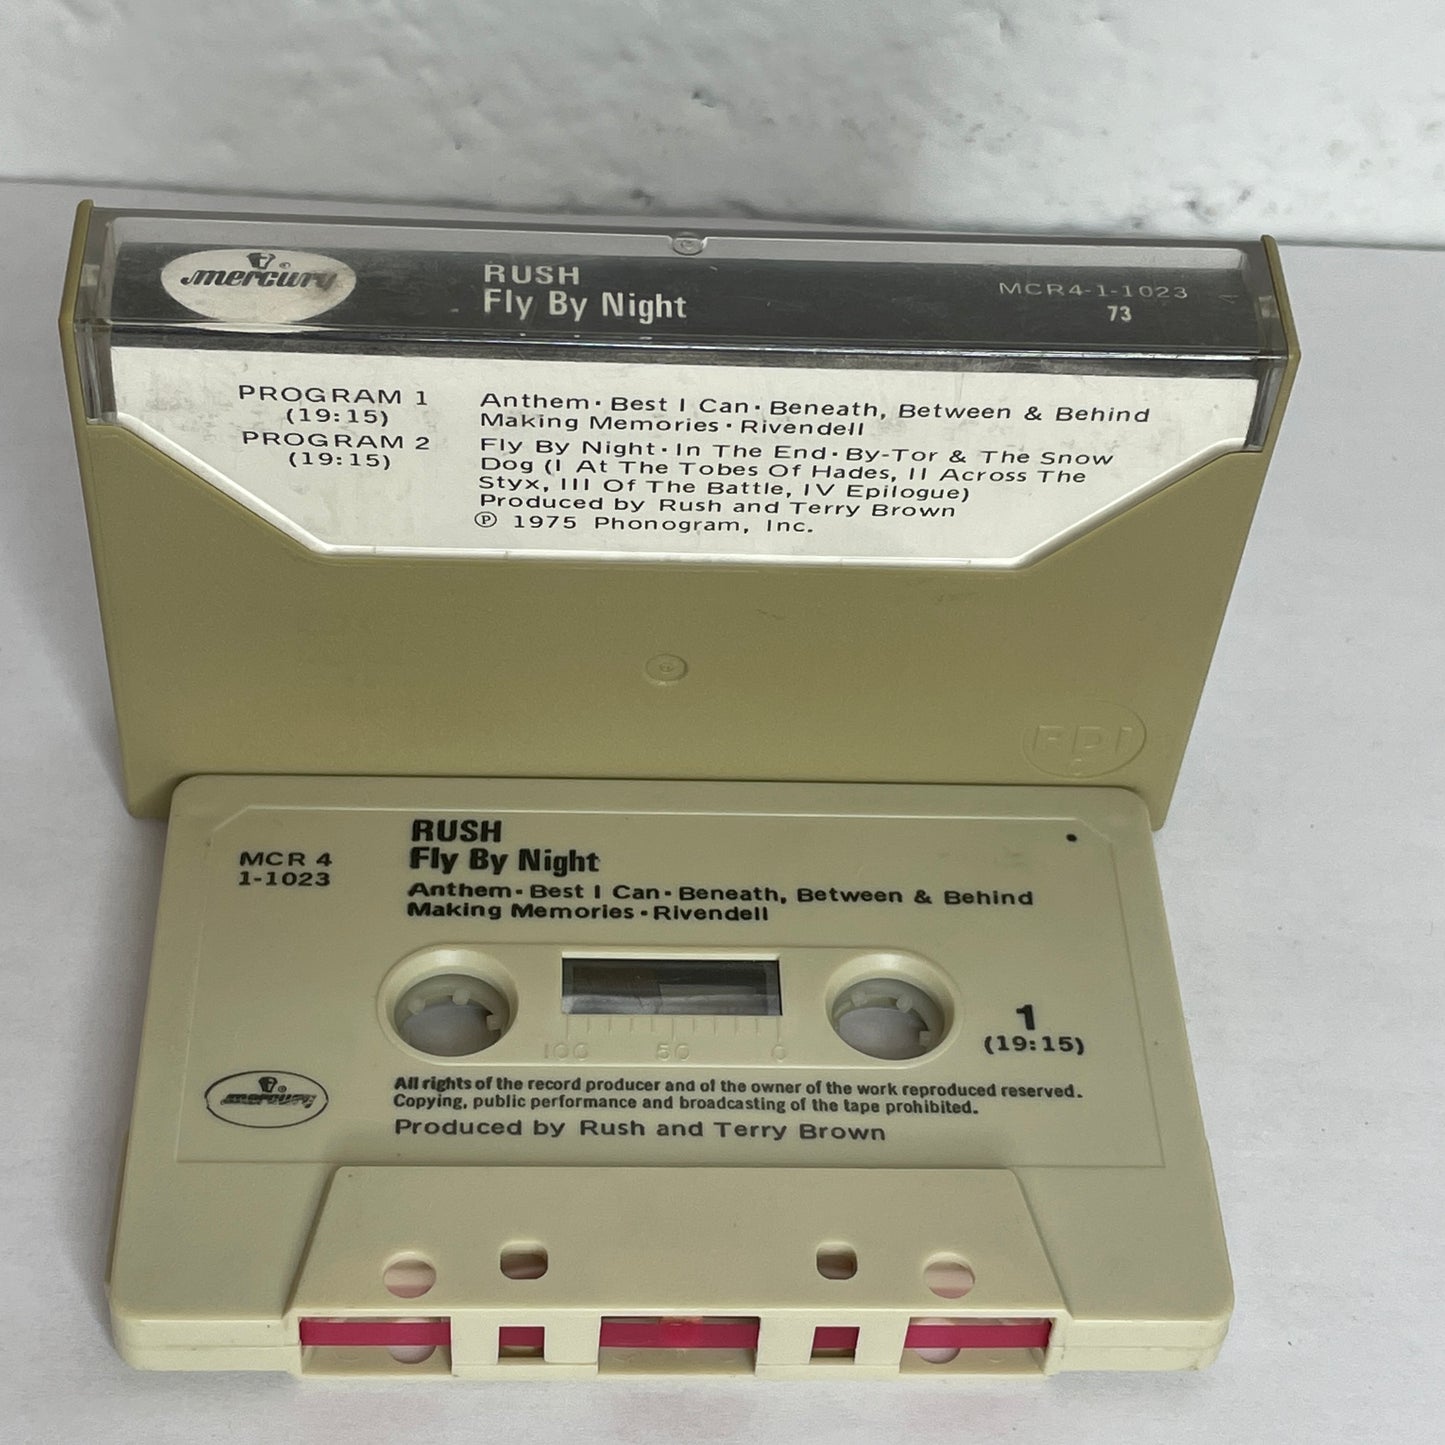 mercury
RUSH
Fly By Night
MCR4-1-1023
73
PROGRAM 1
(19:15)
PROGRAM 2
(19:15)
Anthem · Best I Can · Beneath, Between & Behind
Making Memories · Rivendell
Fly By Night · In The End · By-Tor & The Snow
Dog (I At The Tobes Of Hades, II Across The
Styx, III Of The Battle, IV Epilogue)
Produced by Rush and Terry Brown
℗ 1975 Phonogram, Inc.
MCR 4
1-1023
RUSH
Fly By Night
Anthem · Best I Can · Beneath, Between & Behind
Making Memories · Rivendell
100 50 0
1
(19:15)
mercury
All rights of the record producer and of the owner of the work reproduced reserved.
Copying, public performance and broadcasting of the tape prohibited.
Produced by Rush and Terry Brown